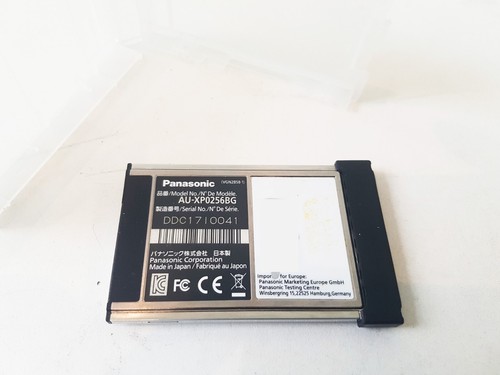 Panasonic
品番/Model No./N° De Modèle.
AU-XP0256BG
製造番号/Serial No./N° De Série.
DDC17I0041
パナソニック株式会社 日本製
Panasonic Corporation
Made in Japan / Fabriqué au Japon
FC CE
for Europe:
Panasonic Marketing Europe GmbH
Panasonic Testing Centre
Winsbergring 15,22525 Hamburg,Germany